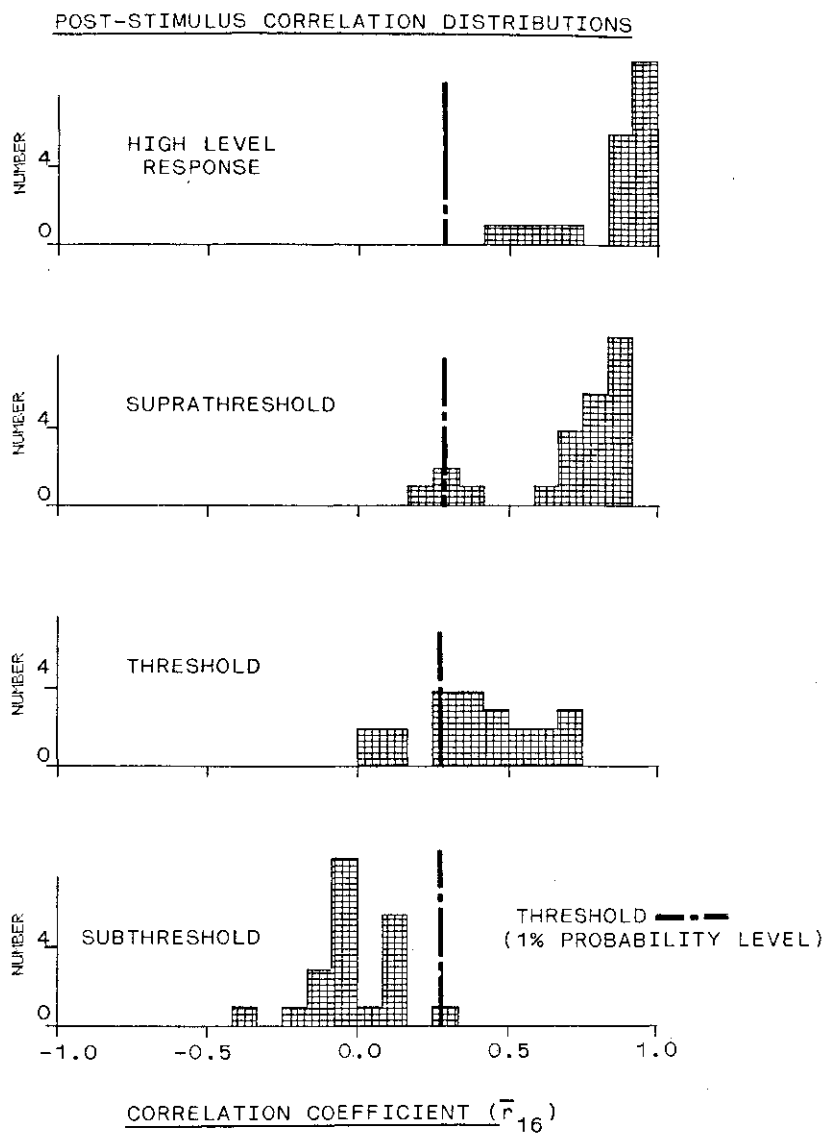 POST-STIMULUS CORRELATION DISTRIBUTIONS
NUMBER
4
0
HIGH LEVEL
RESPONSE
NUMBER
4
0
SUPRATHRESHOLD
NUMBER
4
0
THRESHOLD
NUMBER
4
0
SUBTHRESHOLD
THRESHOLD
(1% PROBABILITY LEVEL)
-1.0 -0.5 0.0 0.5 1.0
CORRELATION COEFFICIENT (r̅16)